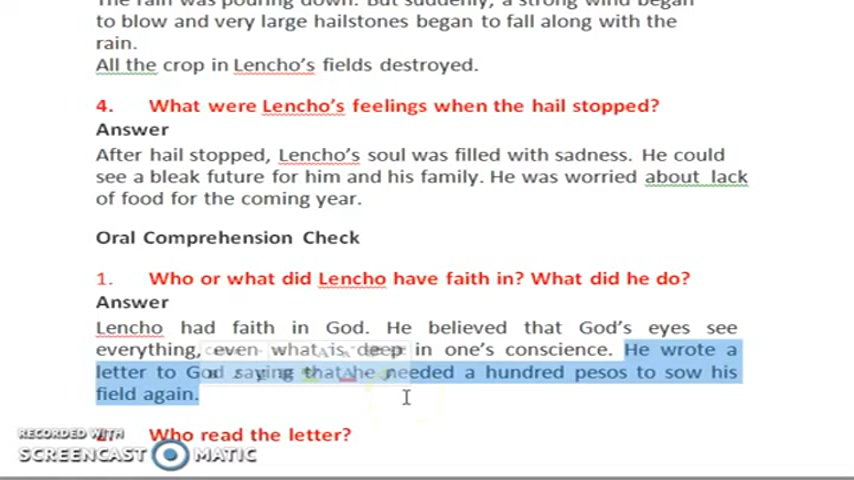 The rain was pouring down. But suddenly, a strong wind began
to blow and very large hailstones began to fall along with the
rain.
All the crop in Lencho's fields destroyed.
4. What were Lencho's feelings when the hail stopped?
Answer
After hail stopped, Lencho's soul was filled with sadness. He could
see a bleak future for him and his family. He was worried about lack
of food for the coming year.
Oral Comprehension Check
1. Who or what did Lencho have faith in? What did he do?
Answer
Lencho had faith in God. He believed that God's eyes see
everything, even what is deep in one's conscience. He wrote a
letter to God saying that he needed a hundred pesos to sow his
field again.
2. Who read the letter?
RECORDED WITH
SCREENCAST MATIC